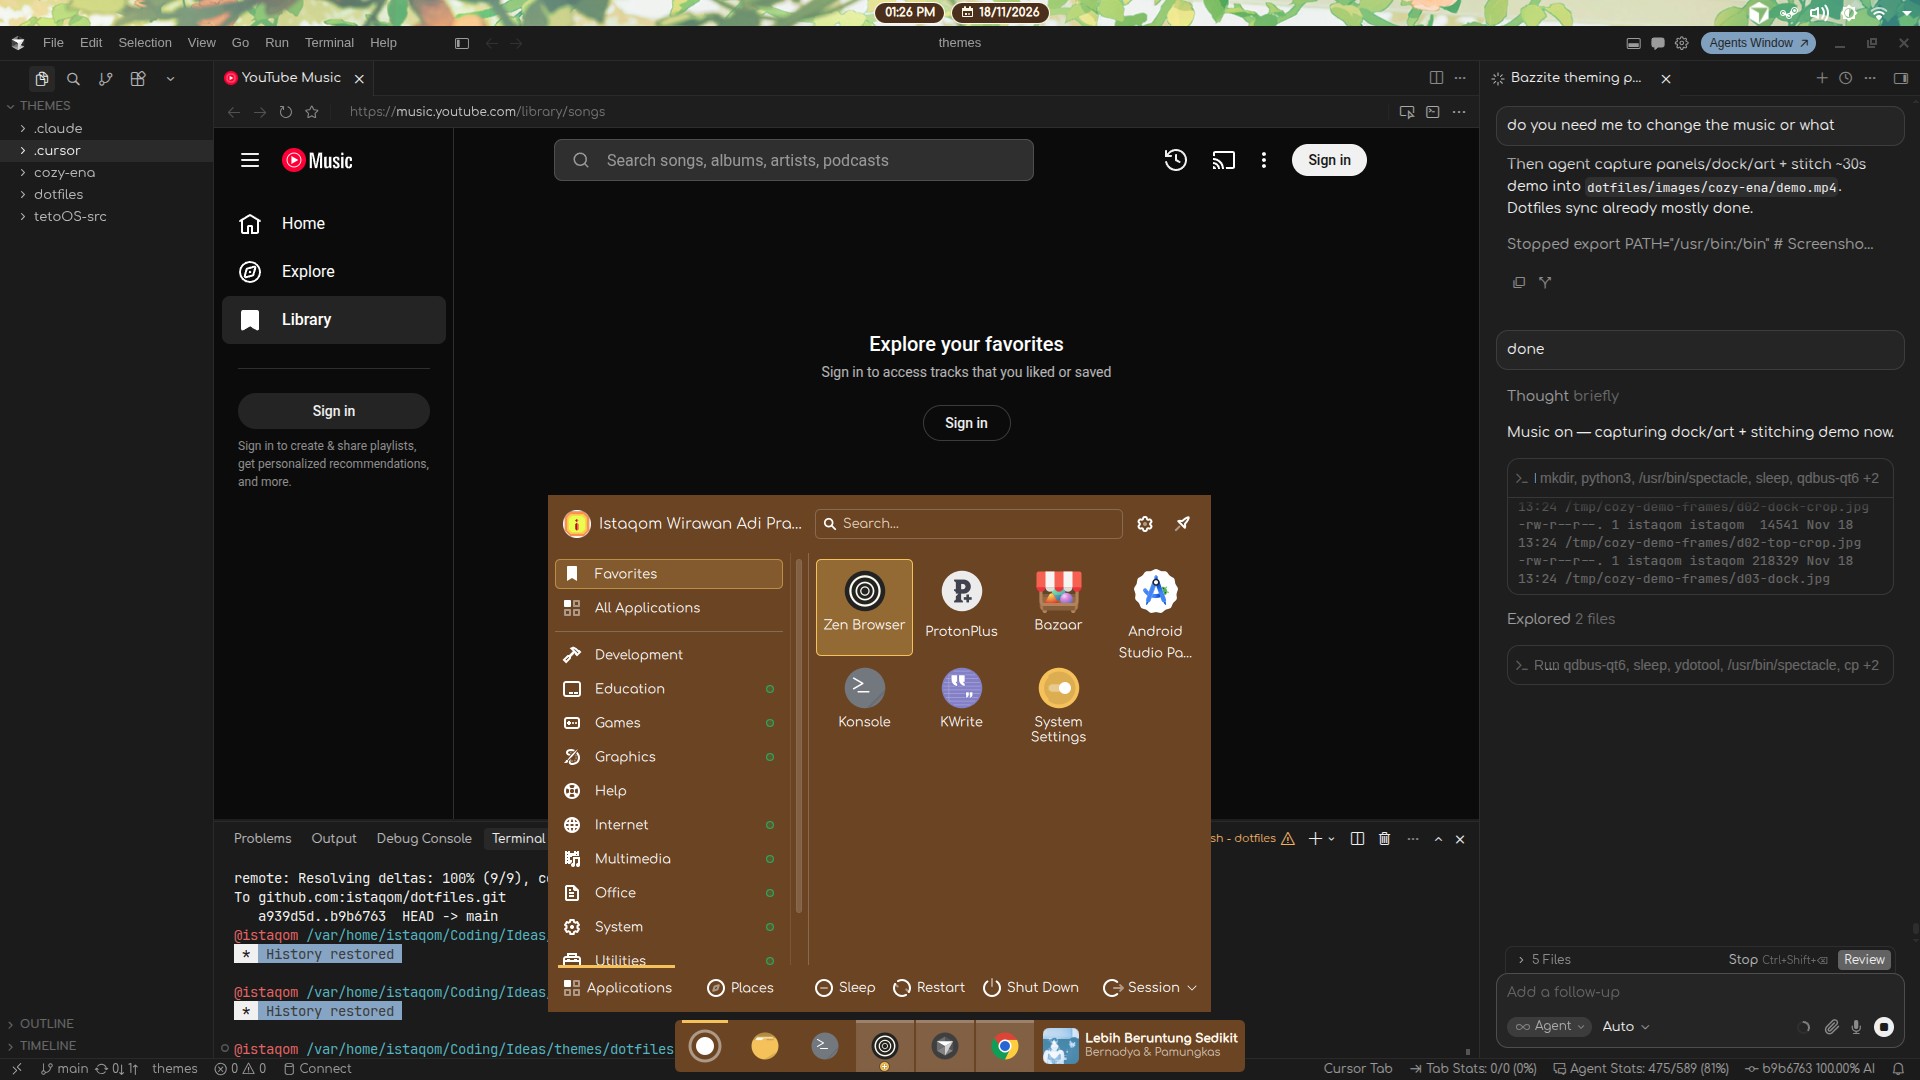 01:26 PM
18/11/2026
File Edit Selection View Go Run Terminal Help
themes
Agents Window
THEMES
.claude
.cursor
cozy-ena
dotfiles
tetoOS-src
OUTLINE
TIMELINE
YouTube Music
https://music.youtube.com/library/songs
Music
Search songs, albums, artists, podcasts
Sign in
Home
Explore
Library
Sign in
Sign in to create & share playlists,
get personalized recommendations,
and more.
Explore your favorites
Sign in to access tracks that you liked or saved
Sign in
Istaqom Wirawan Adi Pra...
Search...
Favorites
All Applications
Development
Education
Games
Graphics
Help
Internet
Multimedia
Office
System
Utilities
Zen Browser
ProtonPlus
Bazaar
Android
Studio Pa...
Konsole
KWrite
System
Settings
Applications
Places
Sleep
Restart
Shut Down
Session
Problems Output Debug Console Terminal
sh - dotfiles
remote: Resolving deltas: 100% (9/9), c
To github.com:istaqom/dotfiles.git
a939d5d..b9b6763 HEAD -> main
@istaqom /var/home/istaqom/Coding/Ideas/
* History restored
@istaqom /var/home/istaqom/Coding/Ideas/
* History restored
@istaqom /var/home/istaqom/Coding/Ideas/themes/dotfiles
Lebih Beruntung Sedikit
Bernadya & Pamungkas
Bazzite theming p...
do you need me to change the music or what
Then agent capture panels/dock/art + stitch ~30s
demo into dotfiles/images/cozy-ena/demo.mp4.
Dotfiles sync already mostly done.
Stopped export PATH="/usr/bin:/bin" # Screensho...
done
Thought briefly
Music on — capturing dock/art + stitching demo now.
mkdir, python3, /usr/bin/spectacle, sleep, qdbus-qt6 +2
13:24 /tmp/cozy-demo-frames/d02-dock-crop.jpg
-rw-r--r--. 1 istaqom istaqom 14541 Nov 18
13:24 /tmp/cozy-demo-frames/d02-top-crop.jpg
-rw-r--r--. 1 istaqom istaqom 218329 Nov 18
13:24 /tmp/cozy-demo-frames/d03-dock.jpg
Explored 2 files
Run qdbus-qt6, sleep, ydotool, /usr/bin/spectacle, cp +2
5 Files
Stop Ctrl+Shift+⌫
Review
Add a follow-up
Agent
Auto
main
0↓ 1↑
themes
0
0
Connect
Cursor Tab
Tab Stats: 0/0 (0%)
Agent Stats: 475/589 (81%)
b9b6763 100.00% AI